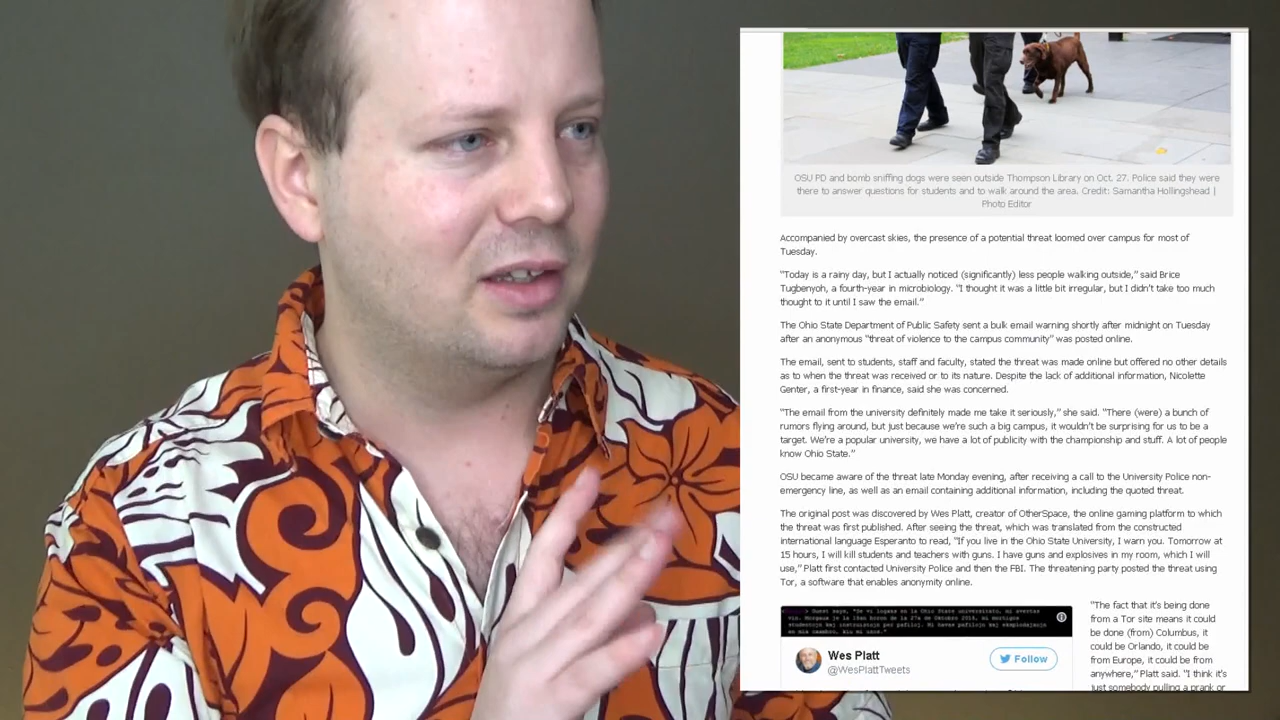 OSU PD and bomb sniffing dogs were seen outside Thompson Library on Oct. 27. Police said they were
there to answer questions for students and to walk around the area. Credit: Samantha Hollingshead |
Photo Editor
Accompanied by overcast skies, the presence of a potential threat loomed over campus for most of
Tuesday.
“Today is a rainy day, but I actually noticed (significantly) less people walking outside,” said Brice
Tugbenyoh, a fourth-year in microbiology. “I thought it was a little bit irregular, but I didn’t take too much
thought to it until I saw the email.”
The Ohio State Department of Public Safety sent a bulk email warning shortly after midnight on Tuesday
after an anonymous “threat of violence to the campus community” was posted online.
The email, sent to students, staff and faculty, stated the threat was made online but offered no other details
as to when the threat was received or to its nature. Despite the lack of additional information, Nicolette
Genter, a first-year in finance, said she was concerned.
“The email from the university definitely made me take it seriously,” she said. “There (were) a bunch of
rumors flying around, but just because we’re such a big campus, it wouldn’t be surprising for us to be a
target. We’re a popular university, we have a lot of publicity with the championship and stuff. A lot of people
know Ohio State.”
OSU became aware of the threat late Monday evening, after receiving a call to the University Police non-
emergency line, as well as an email containing additional information, including the quoted threat.
The original post was discovered by Wes Platt, creator of OtherSpace, the online gaming platform to which
the threat was first published. After seeing the threat, which was translated from the constructed
international language Esperanto to read, “If you live in the Ohio State University, I warn you. Tomorrow at
15 hours, I will kill students and teachers with guns. I have guns and explosives in my room, which I will
use,” Platt first contacted University Police and then the FBI. The threatening party posted the threat using
Tor, a software that enables anonymity online.
“The fact that it’s being done
from a Tor site means it could
be done (from) Columbus, it
could be Orlando, it could be
from Europe, it could be from
anywhere,” Platt said. “I think it’s
just somebody pulling a prank or
Wes Platt
@WesPlattTweets
Follow